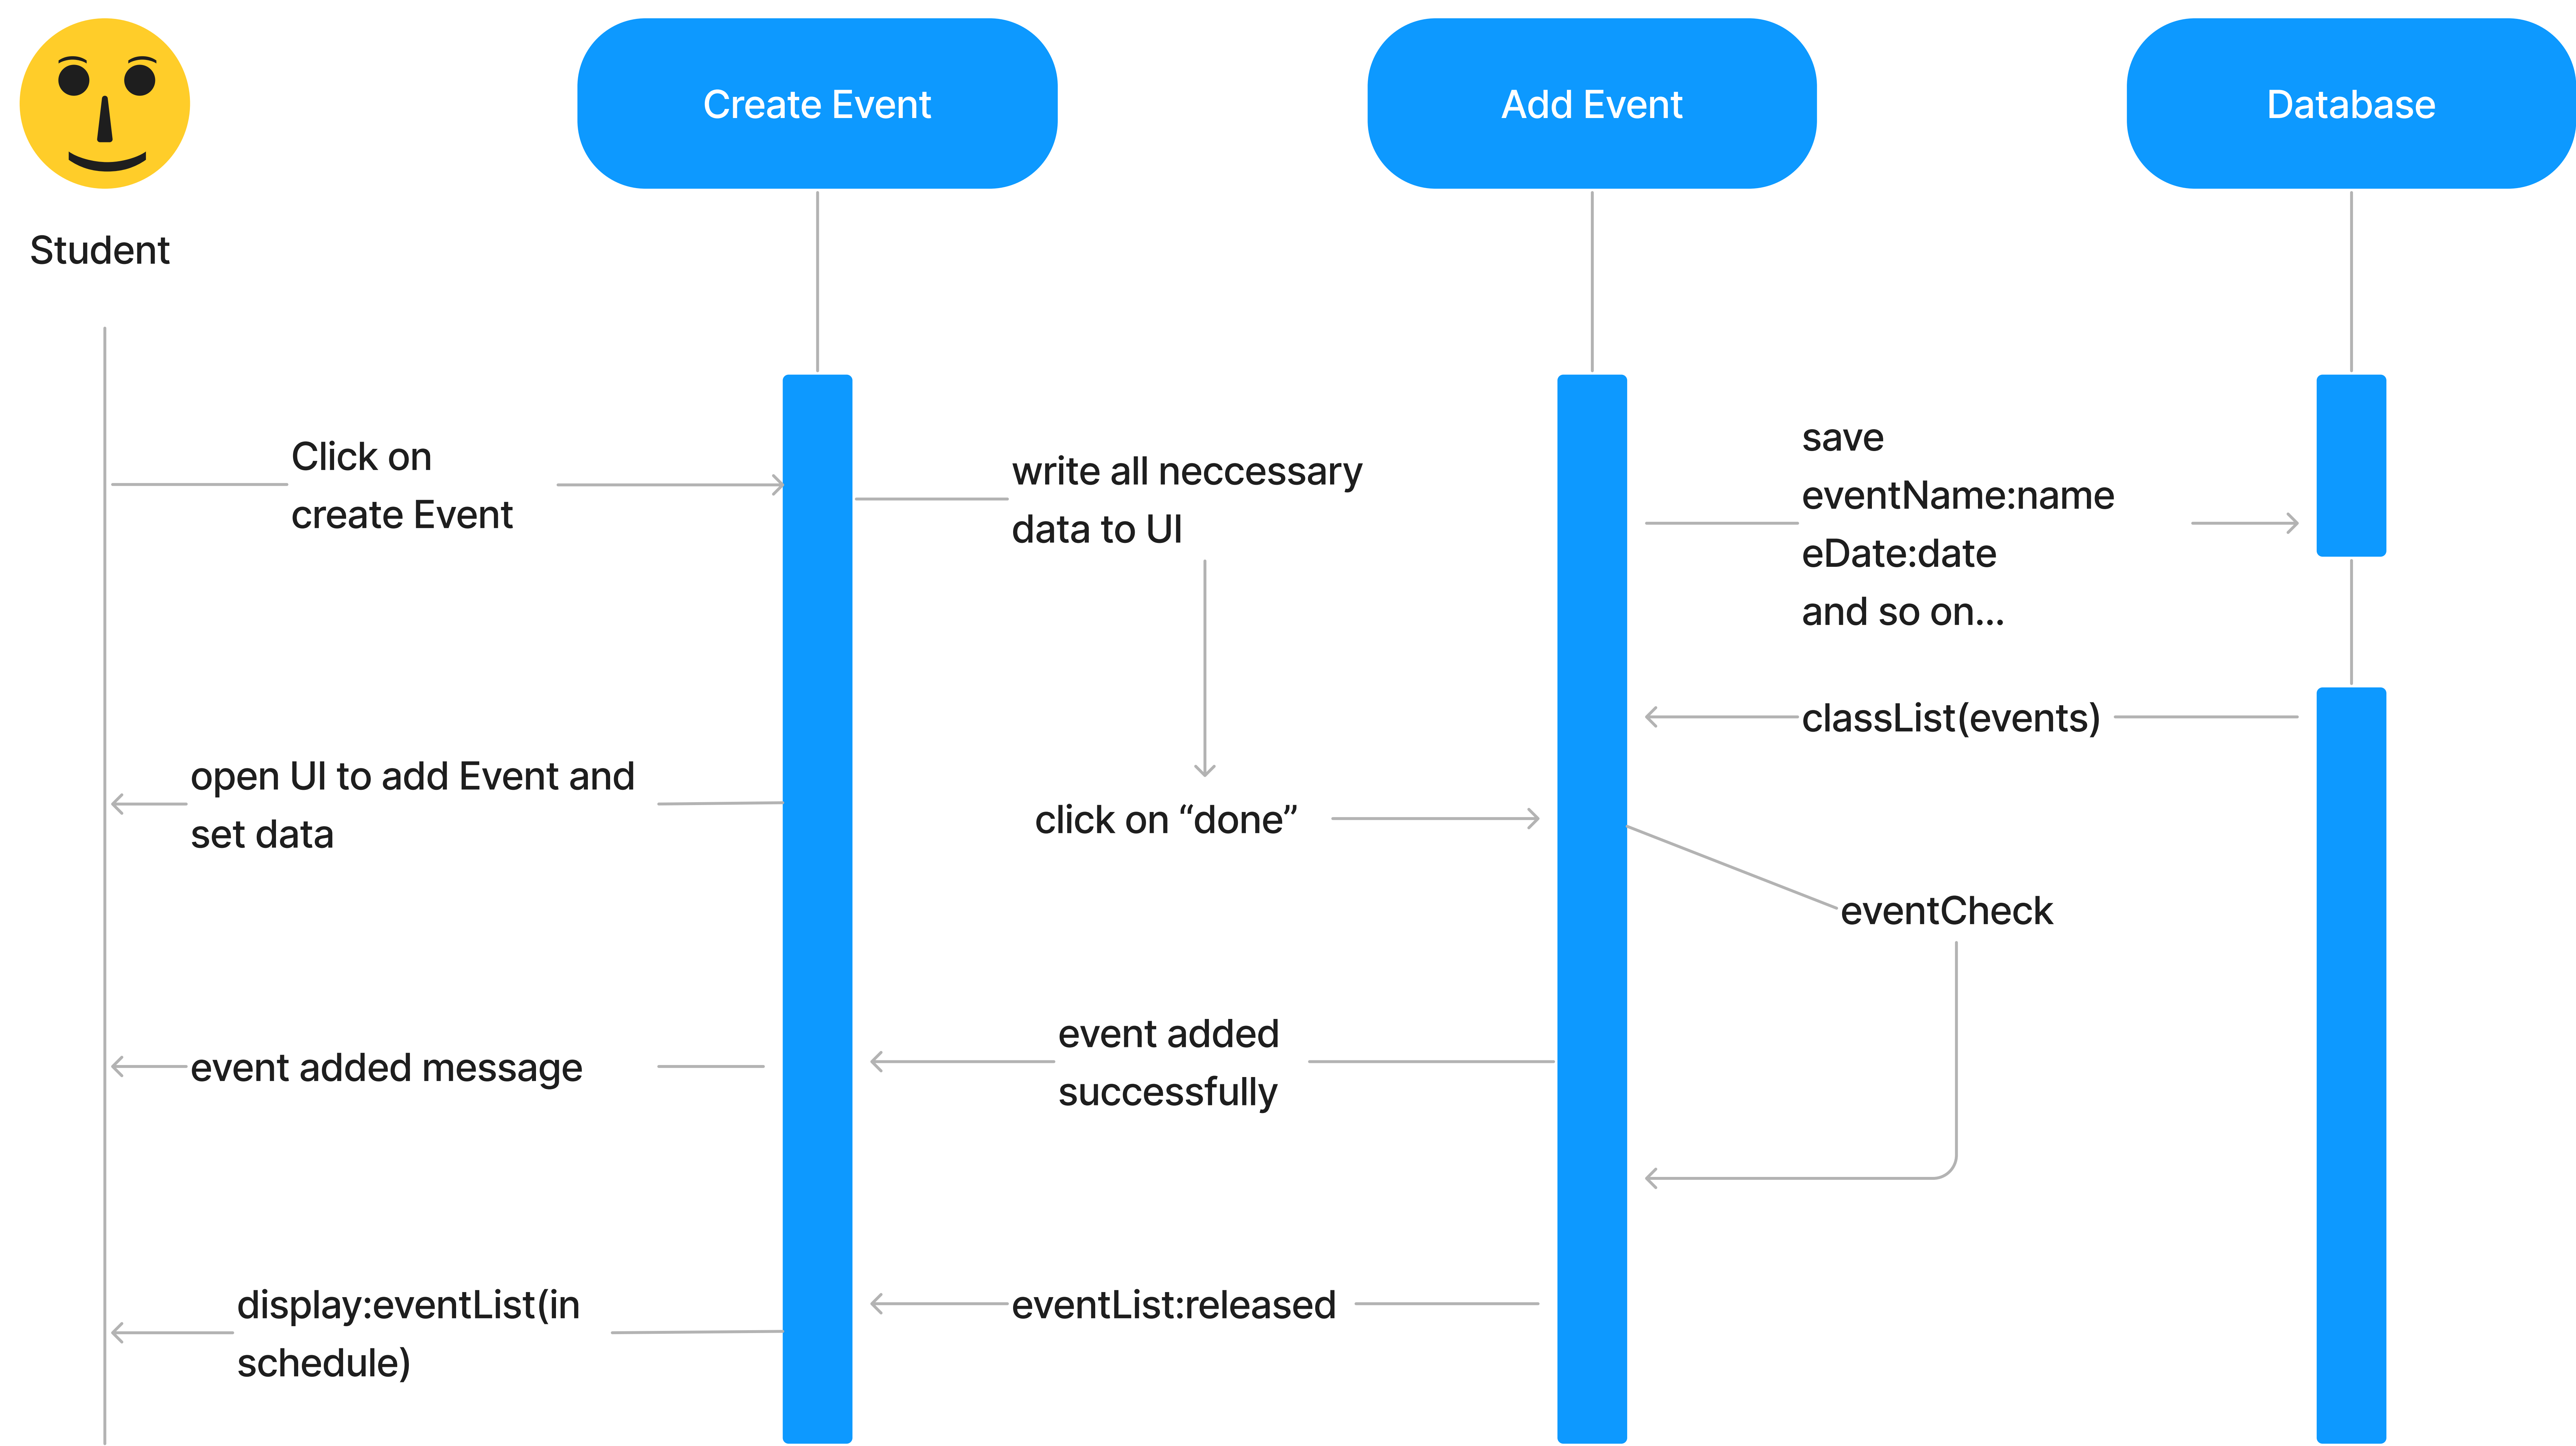 Create Event
Add Event
Database
Student
Click on
create Event
write all neccessary
data to UI
save
eventName:name
eDate:date
and so on...
classList(events)
open UI to add Event and
set data
click on “done”
eventCheck
event added message
event added
successfully
display:eventList(in
schedule)
eventList:released